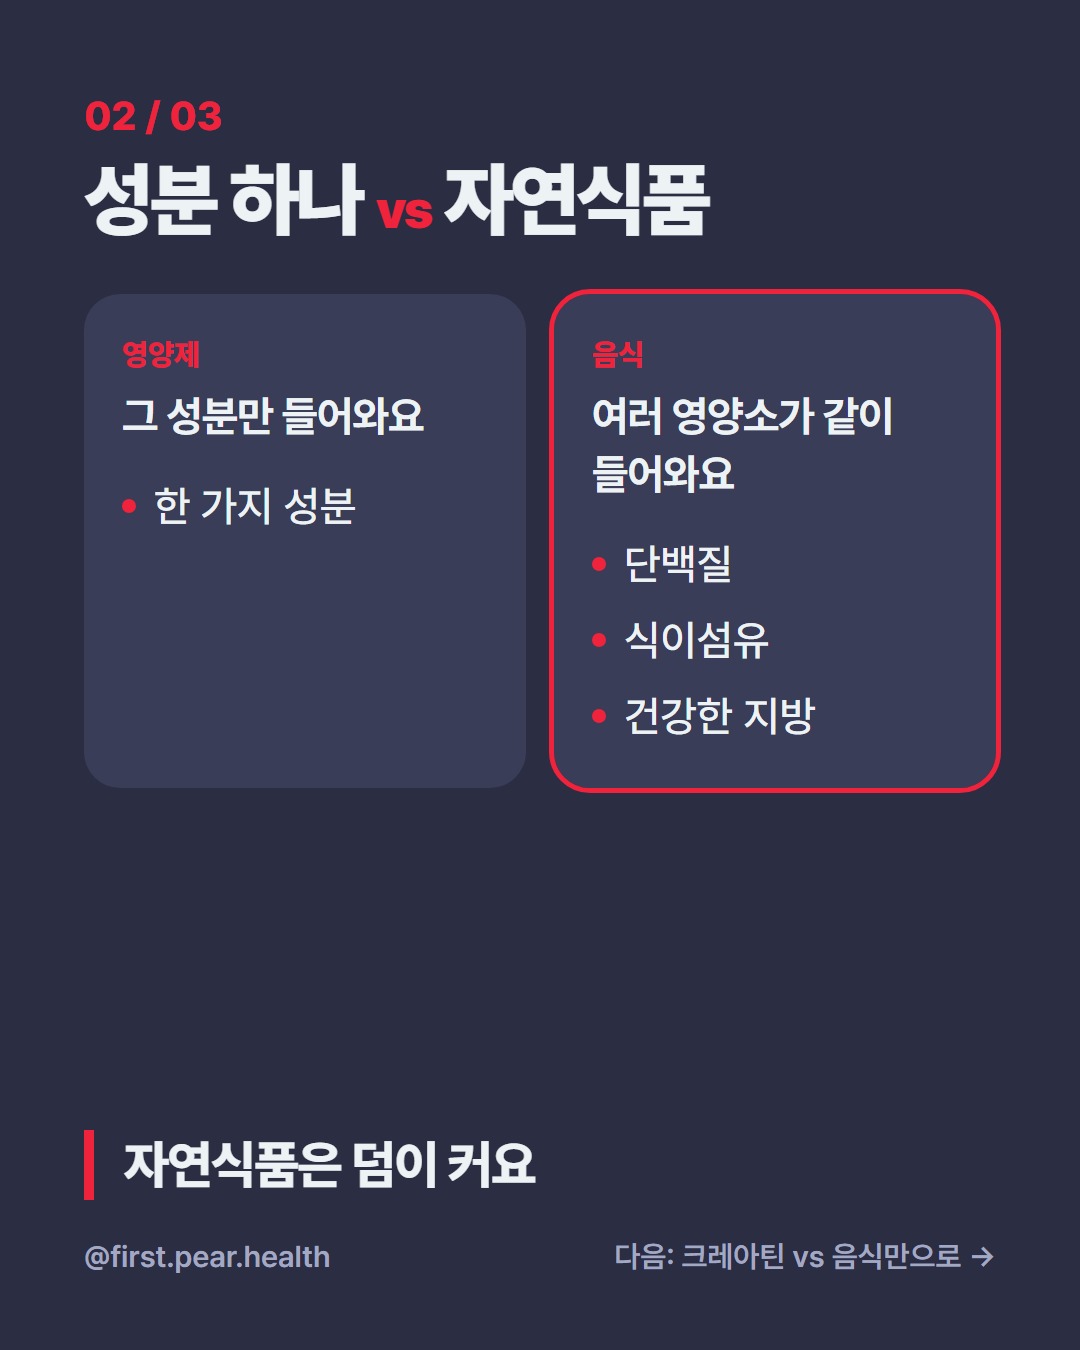 02 / 03
성분 하나 vs 자연식품
영양제
그 성분만 들어와요
• 한 가지 성분
음식
여러 영양소가 같이
들어와요
• 단백질
• 식이섬유
• 건강한 지방
자연식품은 덤이 커요
@first.pear.health
다음: 크레아틴 vs 음식만으로 →